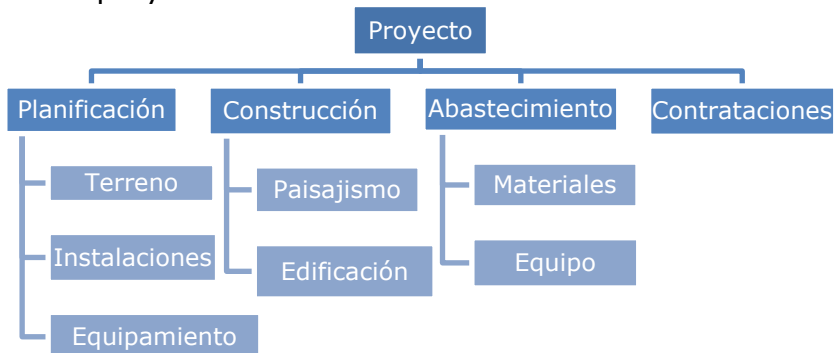 Proyecto
Planificación
Construcción
Abastecimiento
Contrataciones
Terreno
Instalaciones
Equipamiento
Paisajismo
Edificación
Materiales
Equipo